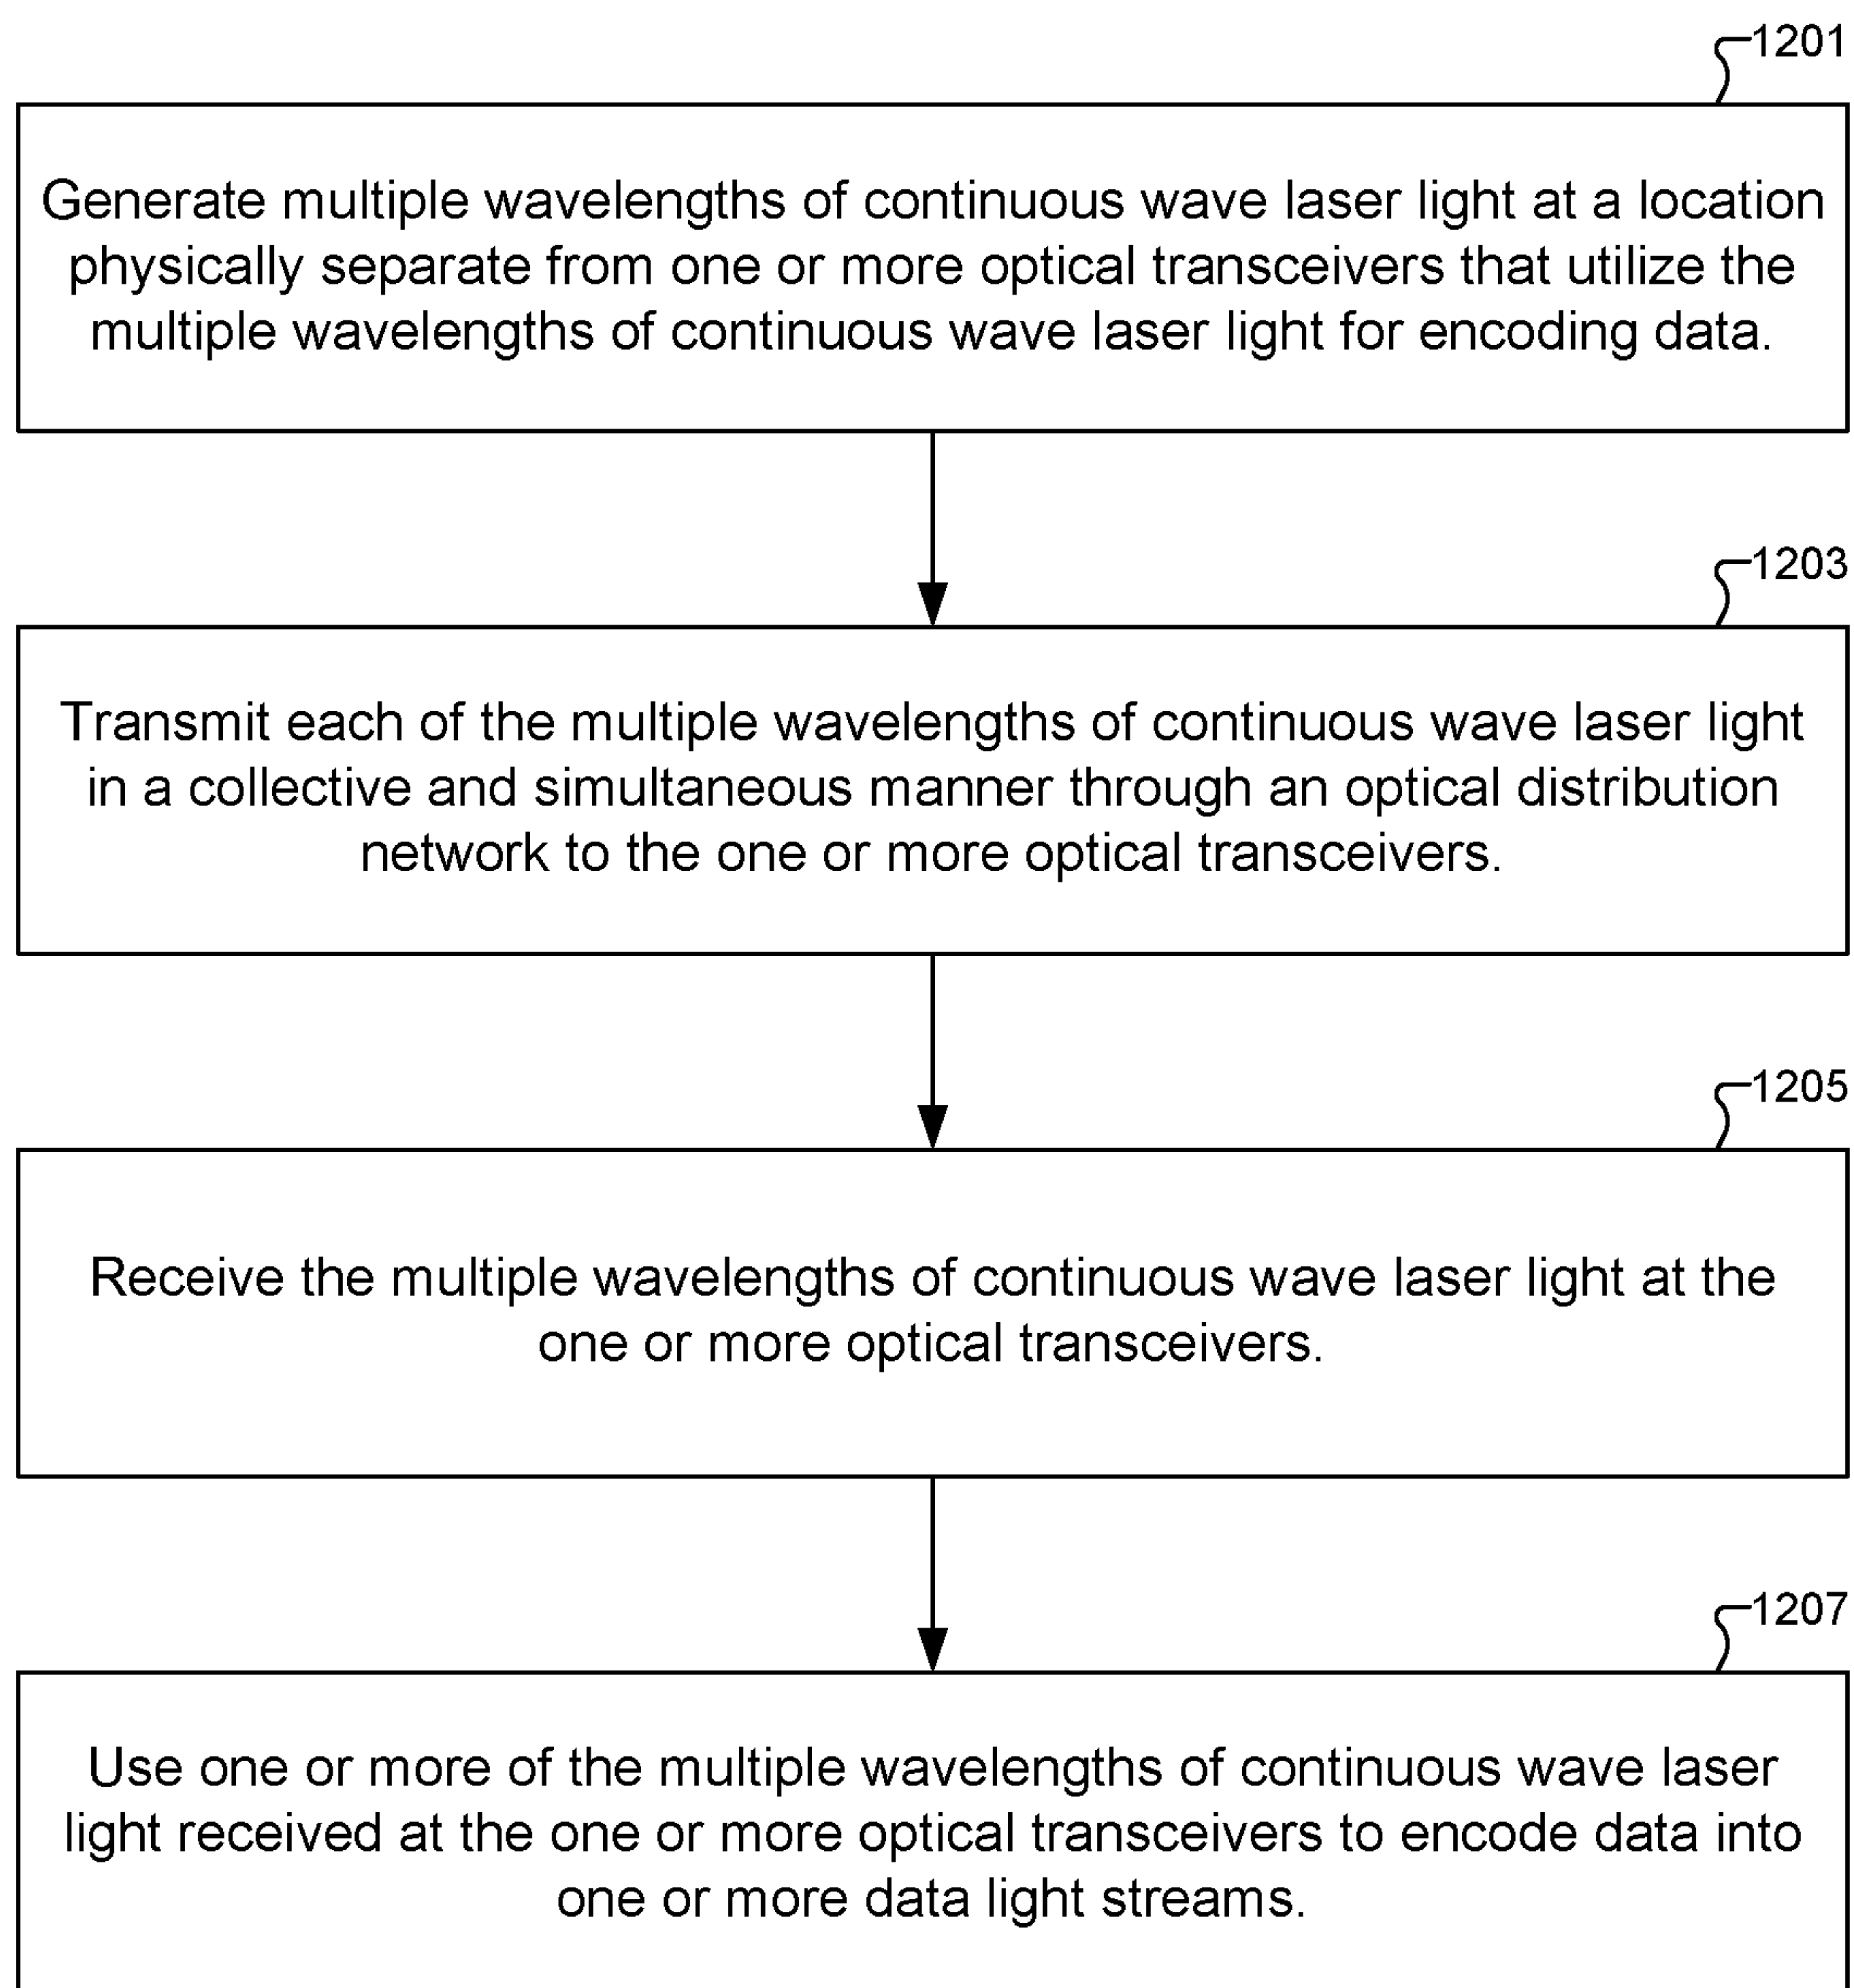 1201
Generate multiple wavelengths of continuous wave laser light at a location
physically separate from one or more optical transceivers that utilize the
multiple wavelengths of continuous wave laser light for encoding data.
1203
Transmit each of the multiple wavelengths of continuous wave laser light
in a collective and simultaneous manner through an optical distribution
network to the one or more optical transceivers.
1205
Receive the multiple wavelengths of continuous wave laser light at the
one or more optical transceivers.
1207
Use one or more of the multiple wavelengths of continuous wave laser
light received at the one or more optical transceivers to encode data into
one or more data light streams.